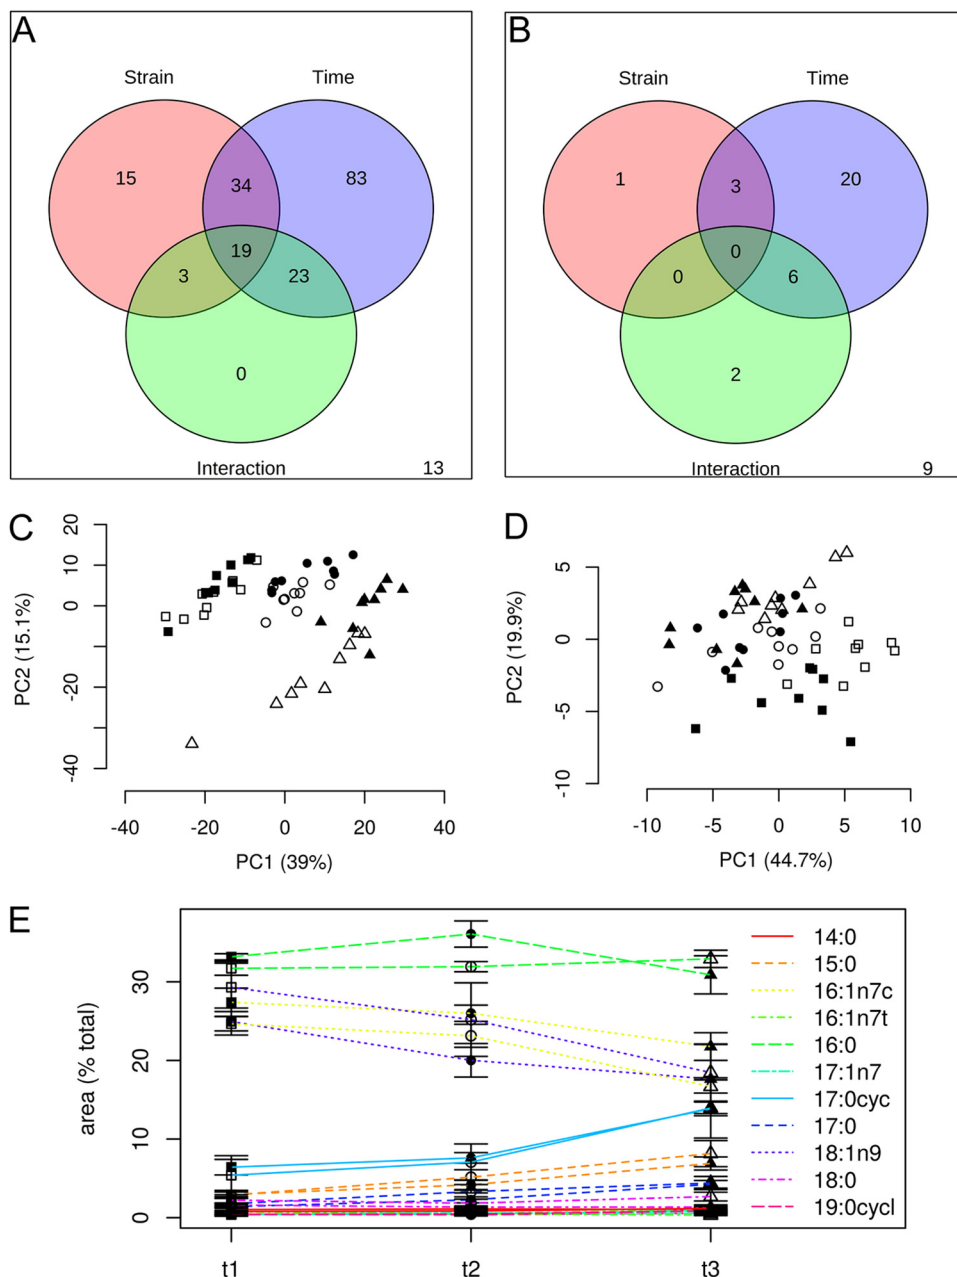 A
Strain
Time
15
34
83
19
3
23
0
Interaction
13
B
Strain
Time
1
3
20
0
0
6
2
Interaction
9
C
20
10
0
-20
-40
PC2 (15.1%)
-40
-20
0
20
40
PC1 (39%)
D
5
0
-5
-10
PC2 (19.9%)
-10
-5
0
5
10
PC1 (44.7%)
E
30
20
10
0
area (% total)
t1
t2
t3
14:0
15:0
16:1n7c
16:1n7t
16:0
17:1n7
17:0cyc
17:0
18:1n9
18:0
19:0cycl